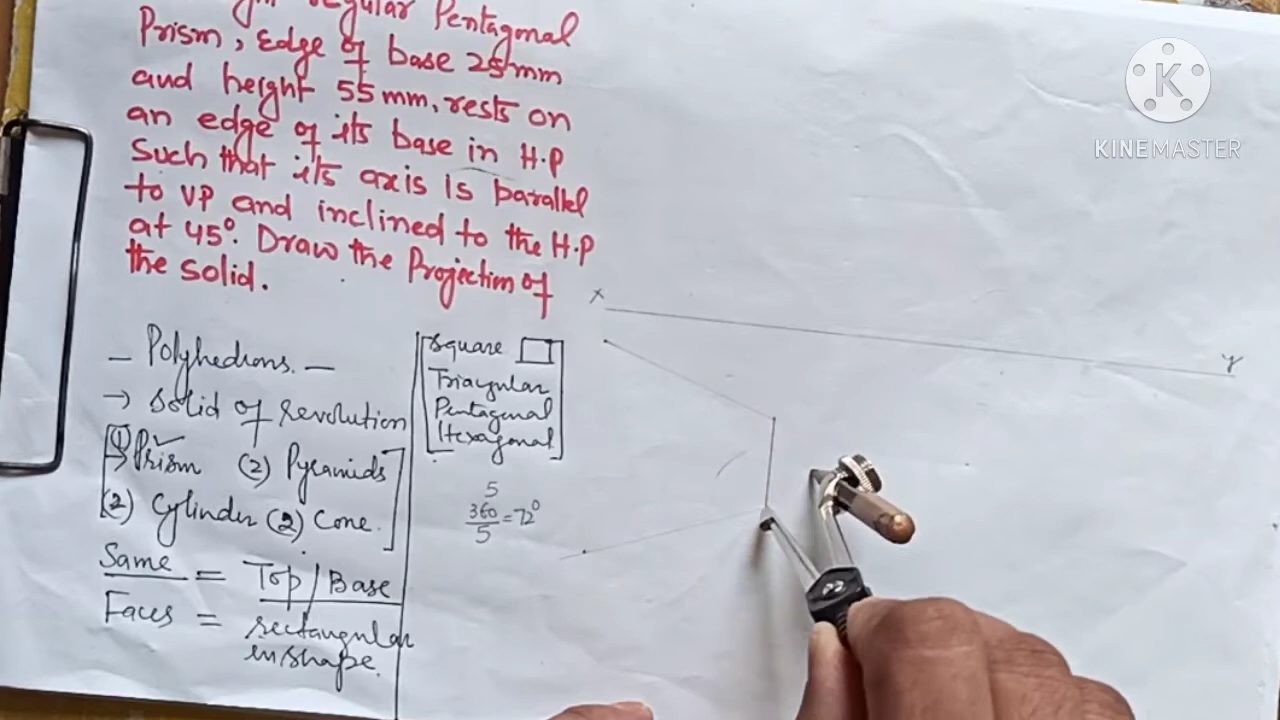 regular Pentagonal
Prism, Edge of base 25mm
and height 55mm, rests on
an edge of its base in H.P
Such that its axis is parallel
to VP and inclined to the H.P
at 45°. Draw the Projection of
the solid.
- Polyhedrons. -
→ Solid of revolution
① Prism (2) Pyramids
(2) Cylinder (2) Cone.
Same = Top / Base
Faces = rectangular
in shape.
Square
Triangular
Pentagonal
Hexagonal
5
360/5 = 72°
X
Y
K
KINEMASTER